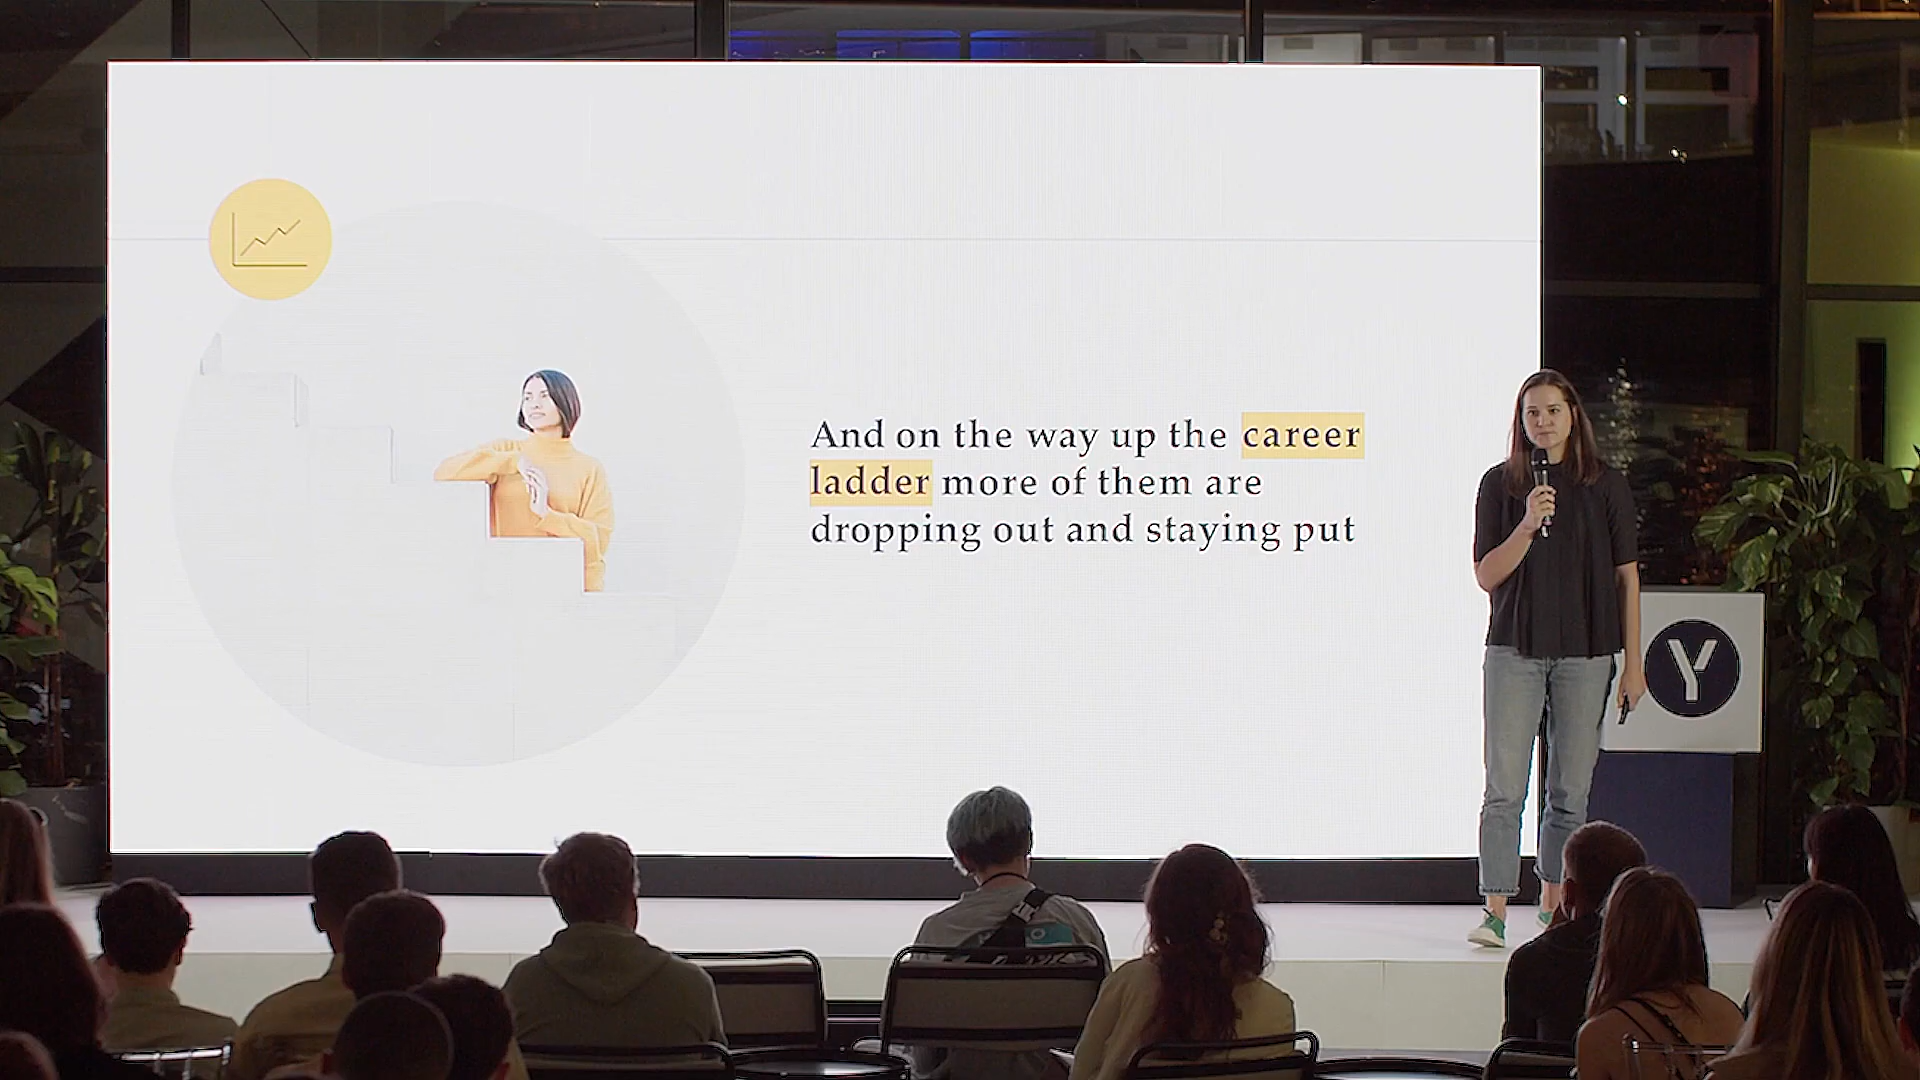 And on the way up the career
ladder more of them are
dropping out and staying put
Y